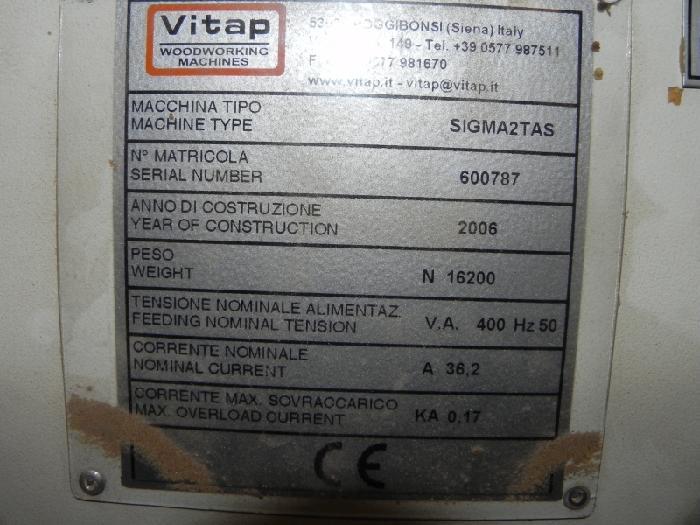 Vitap
WOODWORKING
MACHINES
GGIBONSI (Siena) Italy
- Tel. +39 0577 987511
981670
www.vitap.it - vitap@vitap.it
MACCHINA TIPO
MACHINE TYPE
SIGMA2TAS
N° MATRICOLA
SERIAL NUMBER
600787
ANNO DI COSTRUZIONE
YEAR OF CONSTRUCTION
2006
PESO
WEIGHT
N 16200
TENSIONE NOMINALE ALIMENTAZ.
FEEDING NOMINAL TENSION
V.A. 400 Hz 50
CORRENTE NOMINALE
NOMINAL CURRENT
A 36,2
CORRENTE MAX. SOVRACCARICO
MAX. OVERLOAD CURRENT
KA 0,17
CE